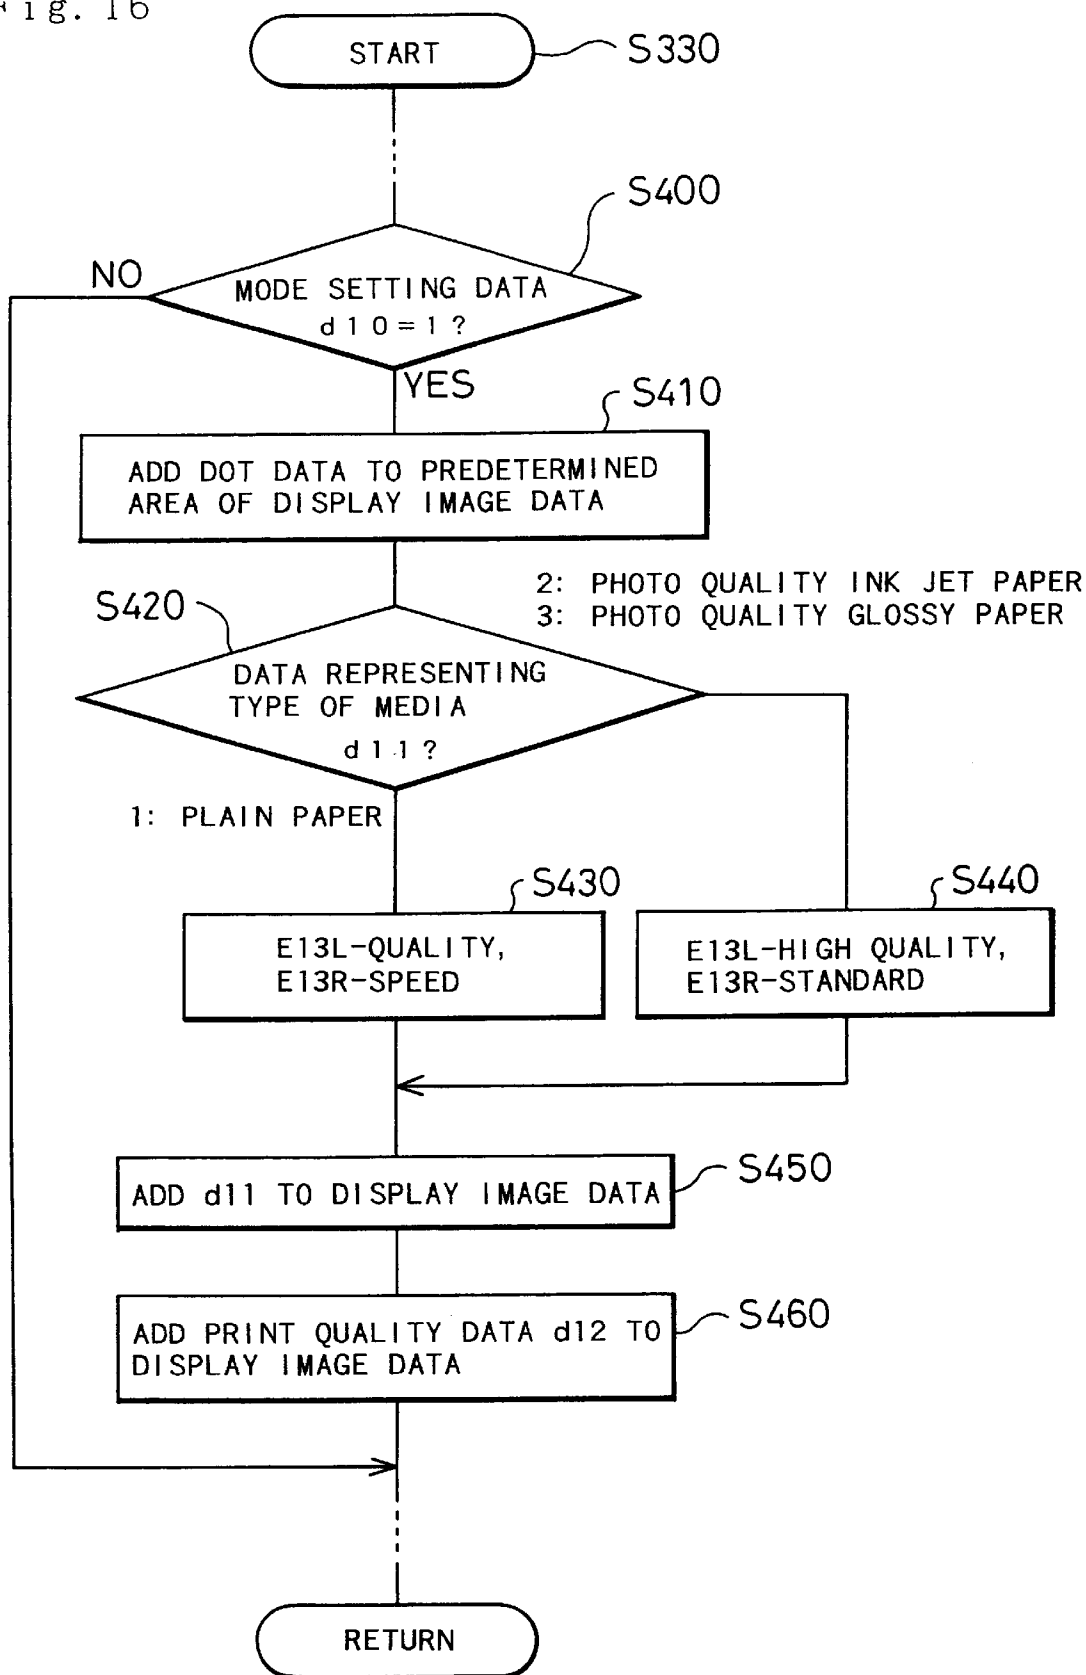 Fig. 16
START
S330
S400
NO
MODE SETTING DATA
d10=1?
YES
S410
ADD DOT DATA TO PREDETERMINED
AREA OF DISPLAY IMAGE DATA
2: PHOTO QUALITY INK JET PAPER
3: PHOTO QUALITY GLOSSY PAPER
S420
DATA REPRESENTING
TYPE OF MEDIA
d11?
1: PLAIN PAPER
S430
S440
E13L-QUALITY,
E13R-SPEED
E13L-HIGH QUALITY,
E13R-STANDARD
S450
ADD d11 TO DISPLAY IMAGE DATA
S460
ADD PRINT QUALITY DATA d12 TO
DISPLAY IMAGE DATA
RETURN